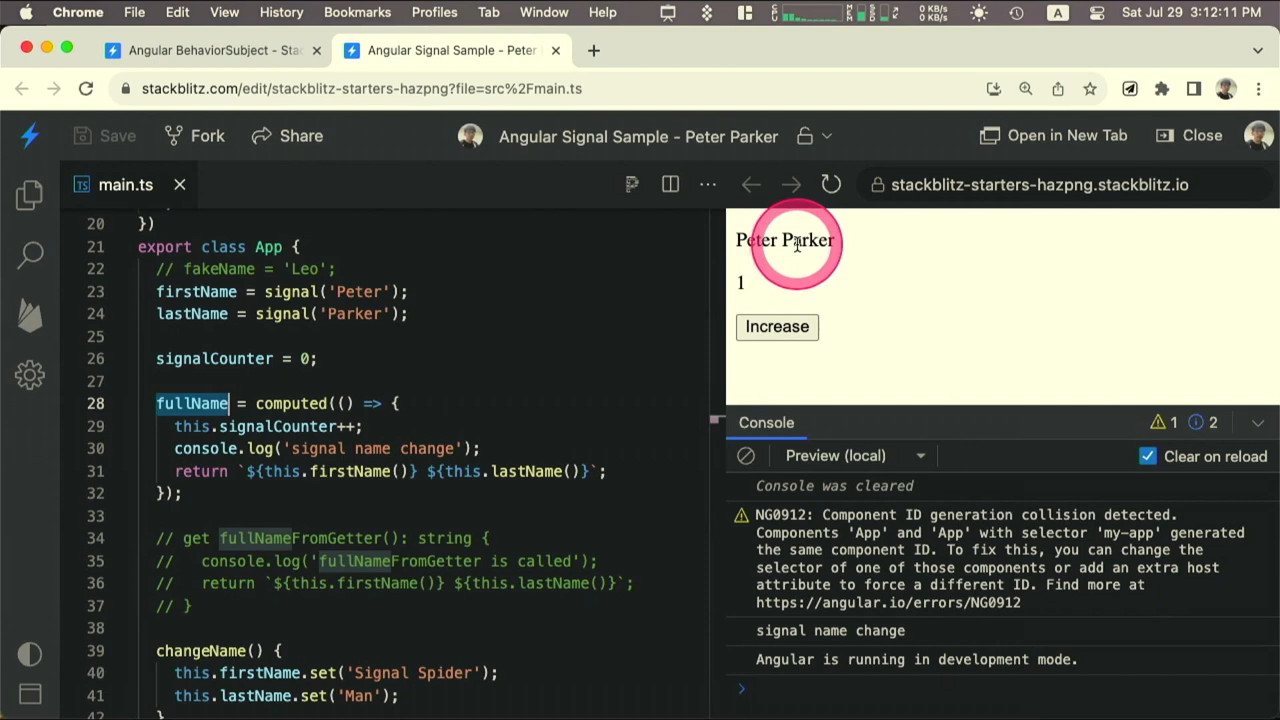 Chrome File Edit View History Bookmarks Profiles Tab Window Help 0 KB/s 0 KB/s A Sat Jul 29 3:12:11 PM
Angular BehaviorSubject - Stac
Angular Signal Sample - Peter
stackblitz.com/edit/stackblitz-starters-hazpng?file=src%2Fmain.ts
Save Fork Share Angular Signal Sample - Peter Parker Open in New Tab Close
TS main.ts stackblitz-starters-hazpng.stackblitz.io
20 })
21 export class App {
22 // fakeName = 'Leo';
23 firstName = signal('Peter');
24 lastName = signal('Parker');
25
26 signalCounter = 0;
27
28 fullName = computed(() => {
29 this.signalCounter++;
30 console.log('signal name change');
31 return `${this.firstName()} ${this.lastName()}`;
32 });
33
34 // get fullNameFromGetter(): string {
35 // console.log('fullNameFromGetter is called');
36 // return `${this.firstName()} ${this.lastName()}`;
37 // }
38
39 changeName() {
40 this.firstName.set('Signal Spider');
41 this.lastName.set('Man');
42 }
Peter Parker
1
Increase
Console 1 2
Preview (local) Clear on reload
Console was cleared
NG0912: Component ID generation collision detected.
Components 'App' and 'App' with selector 'my-app' generated
the same component ID. To fix this, you can change the
selector of one of those components or add an extra host
attribute to force a different ID. Find more at
https://angular.io/errors/NG0912
signal name change
Angular is running in development mode.